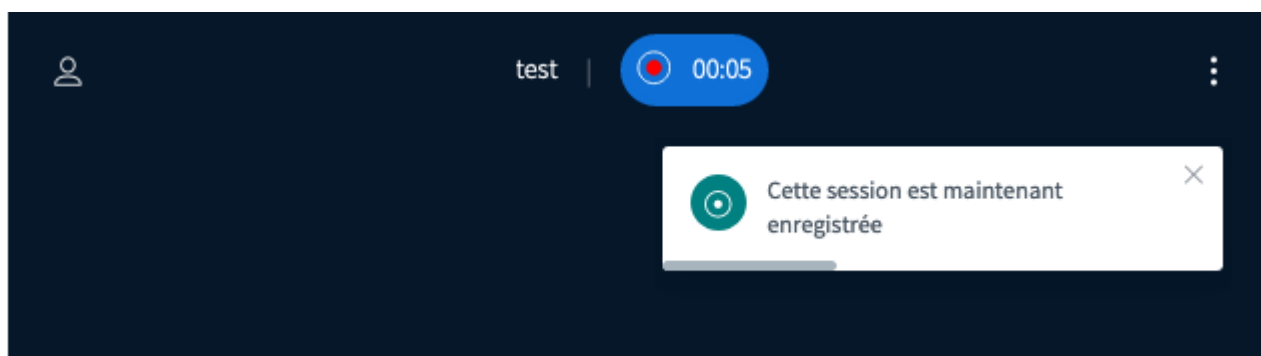 test | 00:05
Cette session est maintenant
enregistrée